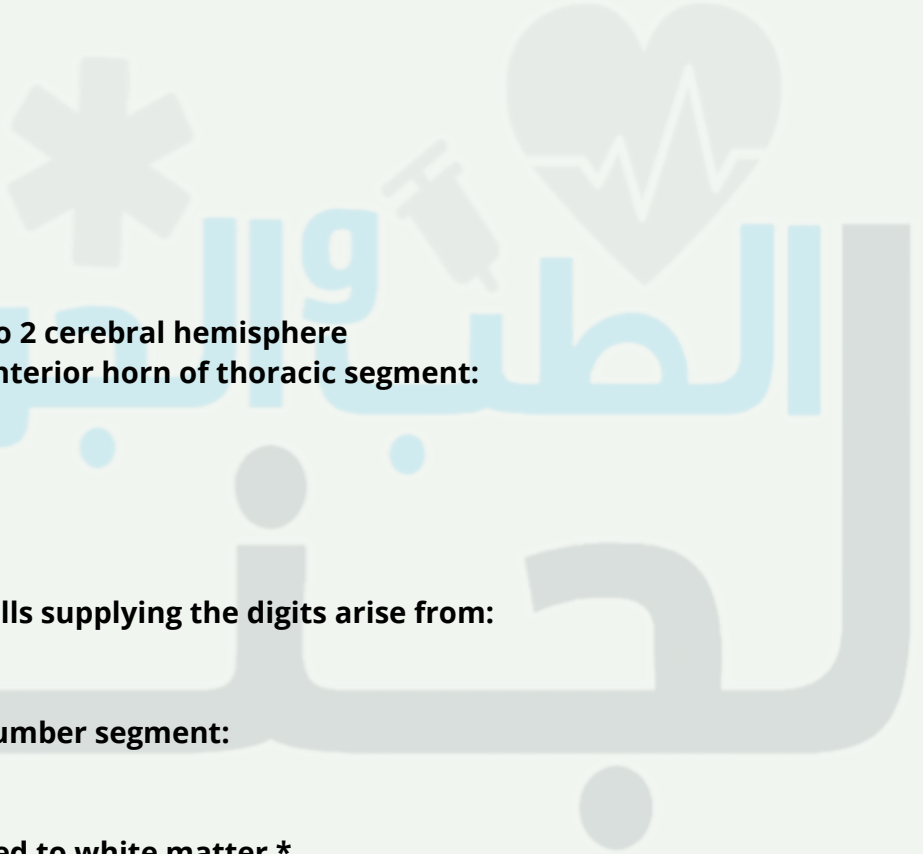 o 2 cerebral hemisphere
nterior horn of thoracic segment:
lls supplying the digits arise from:
umber segment:
ed to white matter *
الطب و